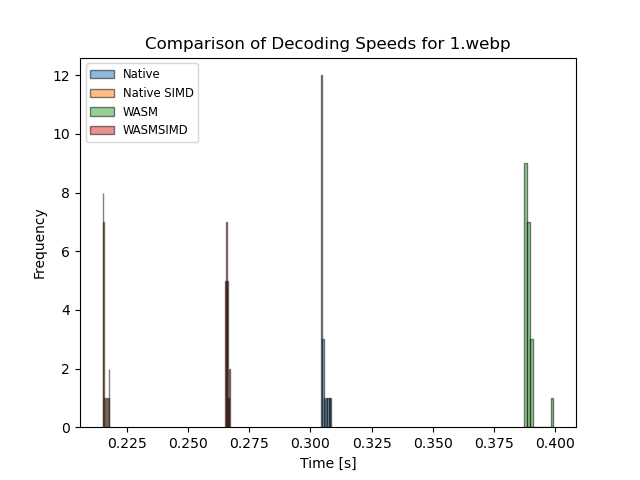 Comparison of Decoding Speeds for 1.webp
Native
Native SIMD
WASM
WASMSIMD
Frequency
12
10
8
6
4
2
0
0.225
0.250
0.275
0.300
0.325
0.350
0.375
0.400
Time [s]